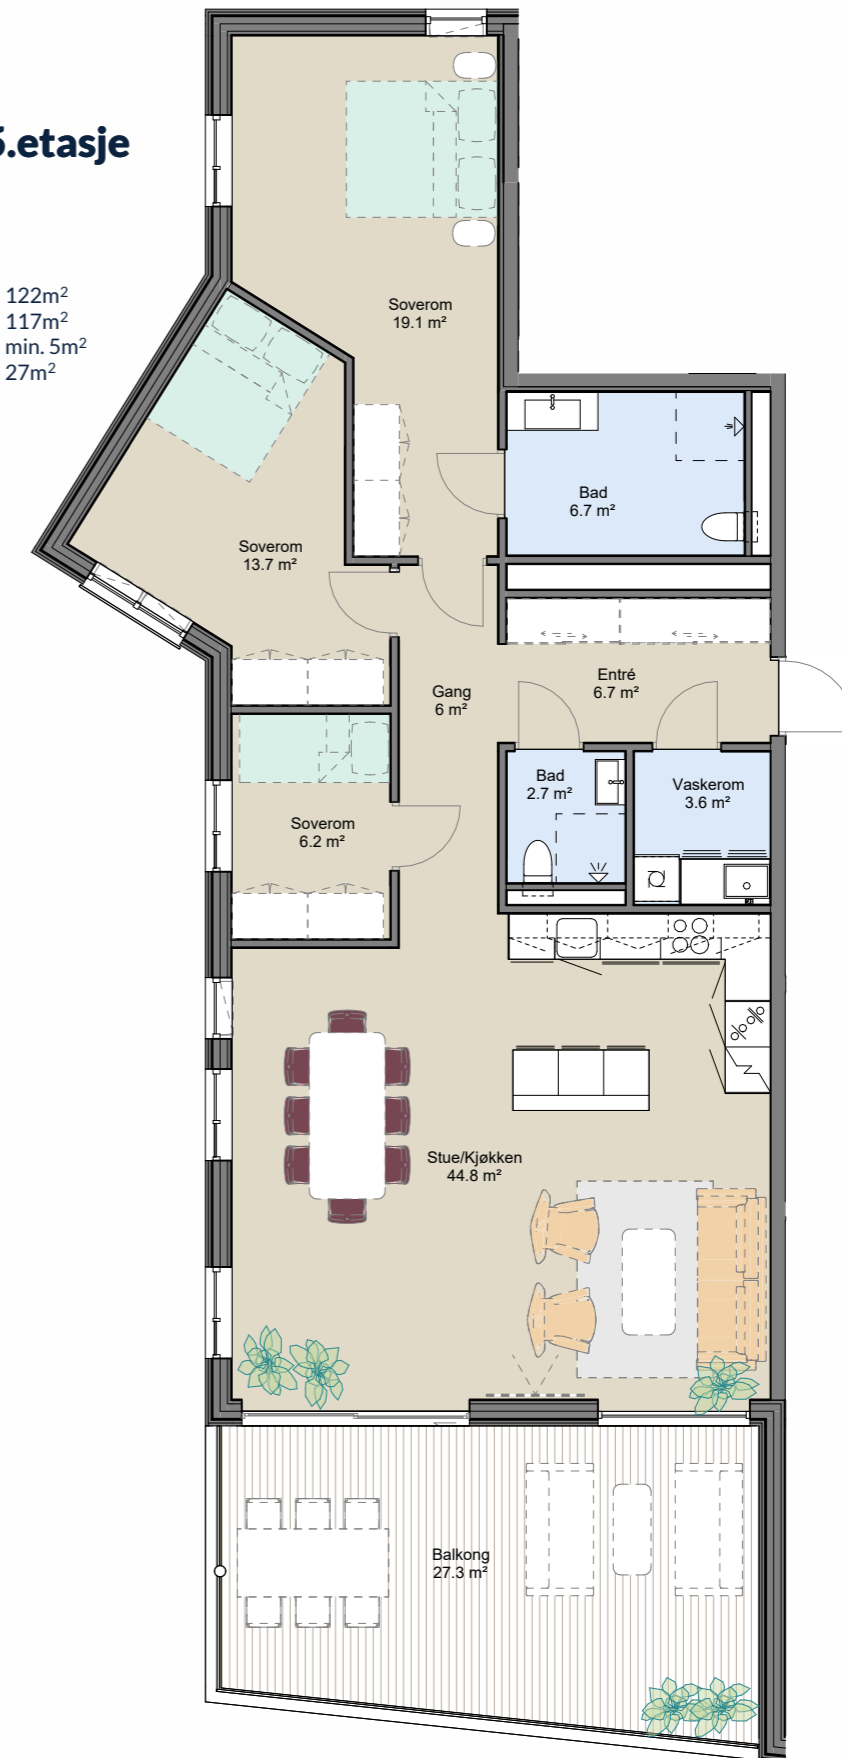 5.etasje
122m²
117m²
min. 5m²
27m²
Soverom
19.1 m²
Bad
6.7 m²
Soverom
13.7 m²
Entré
6.7 m²
Gang
6 m²
Bad
2.7 m²
Vaskerom
3.6 m²
Soverom
6.2 m²
Stue/Kjøkken
44.8 m²
Balkong
27.3 m²